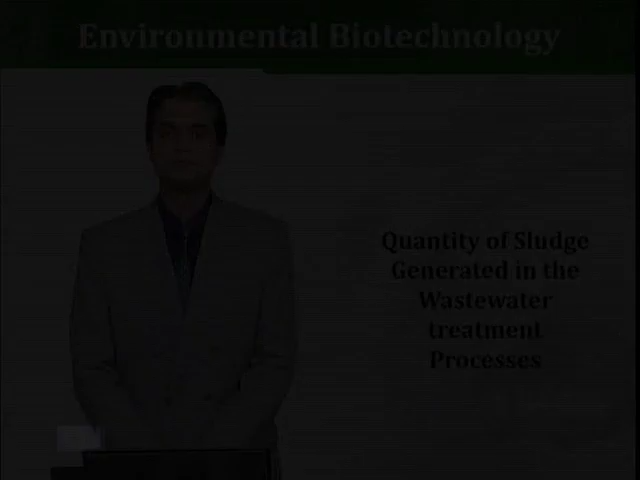 Environmental Biotechnology
Quantity of Sludge
Generated in the
Wastewater
treatment
Processes